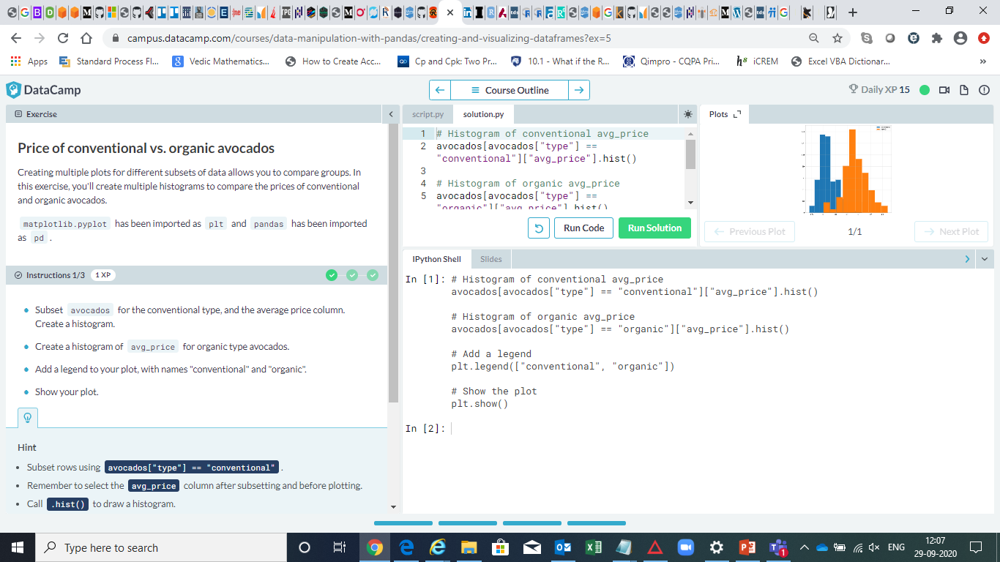 campus.datacamp.com/courses/data-manipulation-with-pandas/creating-and-visualizing-dataframes?ex=5
Apps Standard Process Fl... Vedic Mathematics... How to Create Acc... Cp and Cpk: Two Pr... 10.1 - What if the R... Qimpro - CQPA Pri... iCREM Excel VBA Dictionar... »
DataCamp
Course Outline
Daily XP 15
Exercise
Price of conventional vs. organic avocados
Creating multiple plots for different subsets of data allows you to compare groups. In
this exercise, you'll create multiple histograms to compare the prices of conventional
and organic avocados.
matplotlib.pyplot has been imported as plt and pandas has been imported
as pd .
Instructions 1/3 1 XP
Subset avocados for the conventional type, and the average price column.
Create a histogram.
Create a histogram of avg_price for organic type avocados.
Add a legend to your plot, with names "conventional" and "organic".
Show your plot.
Hint
Subset rows using avocados["type"] == "conventional" .
Remember to select the avg_price column after subsetting and before plotting.
Call .hist() to draw a histogram.
script.py solution.py
1 # Histogram of conventional avg_price
2 avocados[avocados["type"] ==
"conventional"]["avg_price"].hist()
3
4 # Histogram of organic avg_price
5 avocados[avocados["type"] ==
"organic"]["avg_price"].hist()
Run Code Run Solution
Plots
Previous Plot 1/1 Next Plot
IPython Shell Slides
In [1]: # Histogram of conventional avg_price
avocados[avocados["type"] == "conventional"]["avg_price"].hist()
# Histogram of organic avg_price
avocados[avocados["type"] == "organic"]["avg_price"].hist()
# Add a legend
plt.legend(["conventional", "organic"])
# Show the plot
plt.show()
In [2]:
Type here to search
ENG
12:07
29-09-2020